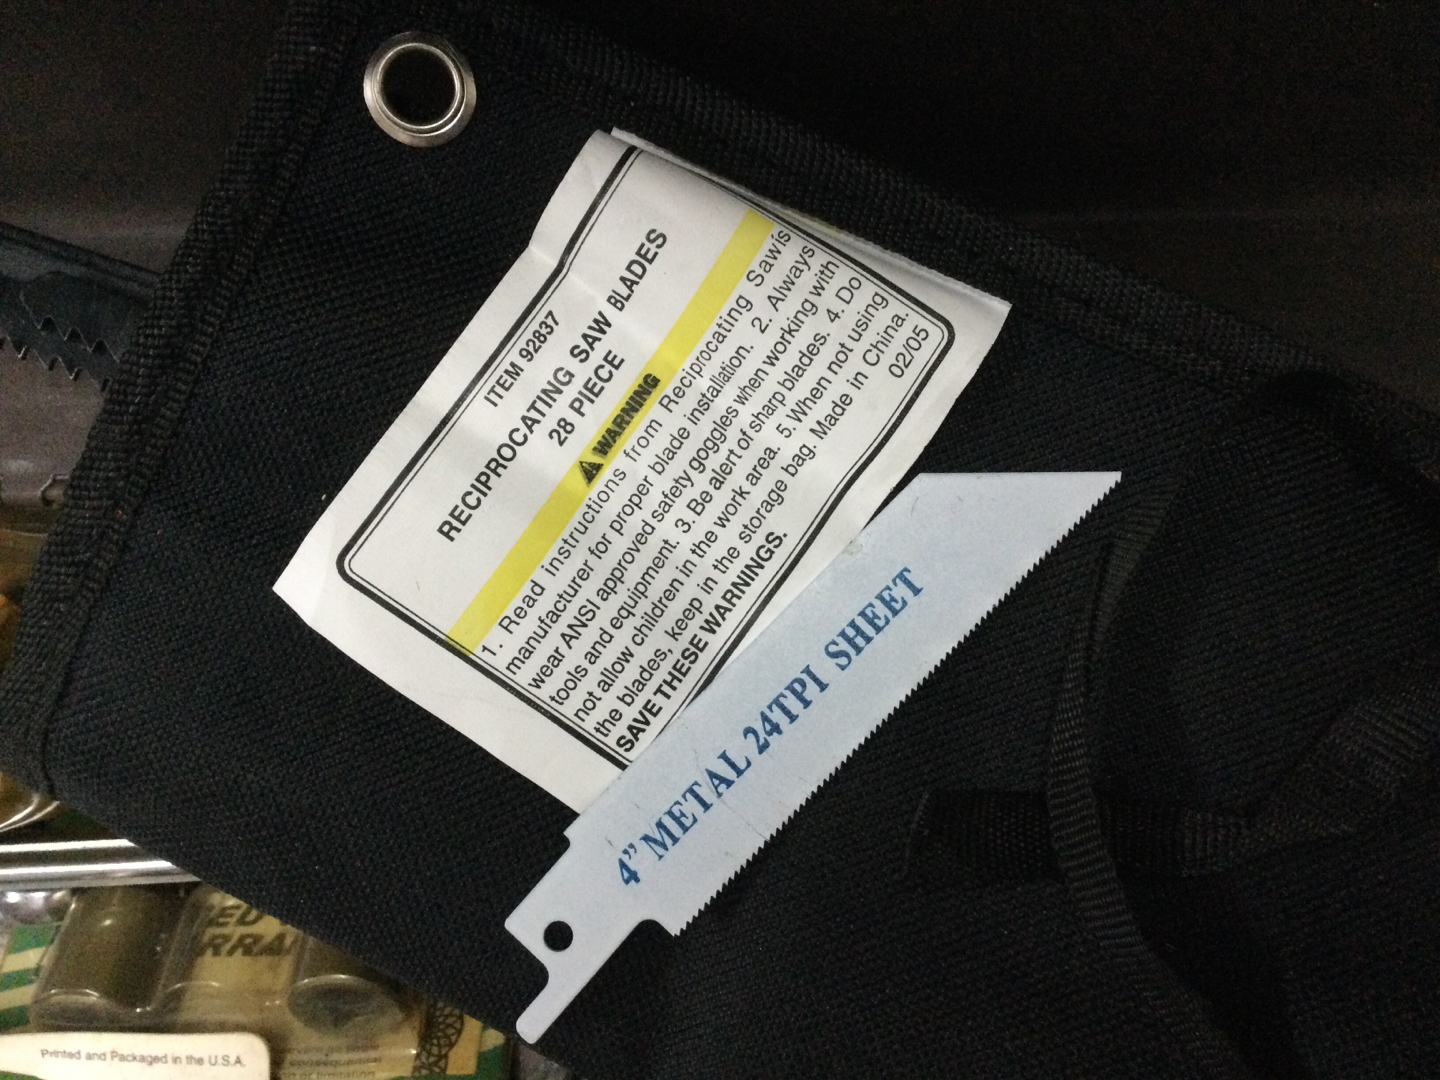 ITEM 92837
RECIPROCATING SAW BLADES
28 PIECE
WARNING
1. Read instructions from Reciprocating Sawís
manufacturer for proper blade installation. 2. Always
wear ANSI approved safety goggles when working with
tools and equipment. 3. Be alert of sharp blades. 4. Do
not allow children in the work area. 5. When not using
the blades, keep in the storage bag. Made in China.
SAVE THESE WARNINGS.
02/05
4” METAL 24TPI SHEET
Printed and Packaged in the U.S.A.